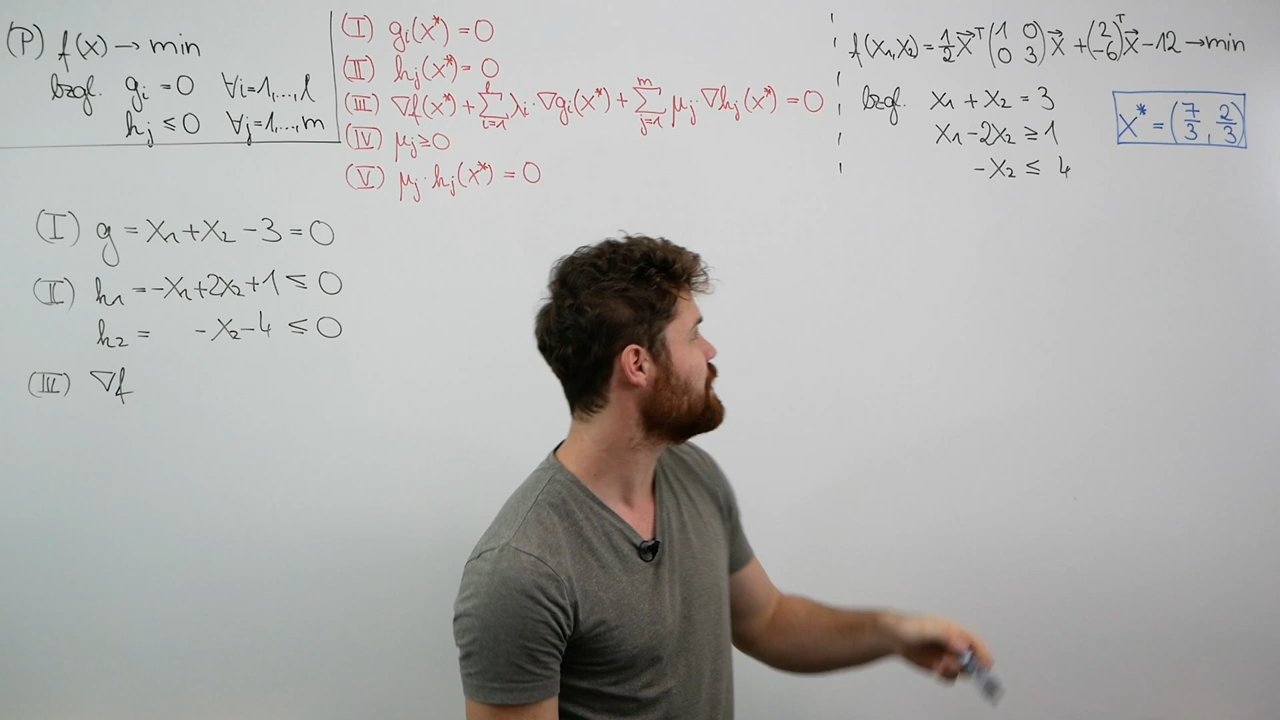 (P) f(x) → min
bzgl. gᵢ = 0 ∀i=1,...,l
hⱼ ≤ 0 ∀j=1,...,m
(I) gᵢ(x*) = 0
(II) hⱼ(x*) = 0
(III) ∇f(x*) + ∑ᵢ₌₁ˡ λᵢ·∇gᵢ(x*) + ∑ⱼ₌₁ᵐ μⱼ·∇hⱼ(x*) = 0
(IV) μⱼ ≥ 0
(V) μⱼ·hⱼ(x*) = 0
f(x₁,x₂) = 1/2 x⃗ᵀ (1 0 0 3) x⃗ + (2 -6)ᵀ x⃗ - 12 → min
bzgl. x₁ + x₂ = 3
x₁ - 2x₂ ≥ 1
-x₂ ≤ 4
x* = (7/3, 2/3)
(I) g = x₁ + x₂ - 3 = 0
(II) h₁ = -x₁ + 2x₂ + 1 ≤ 0
h₂ = -x₂ - 4 ≤ 0
(III) ∇f